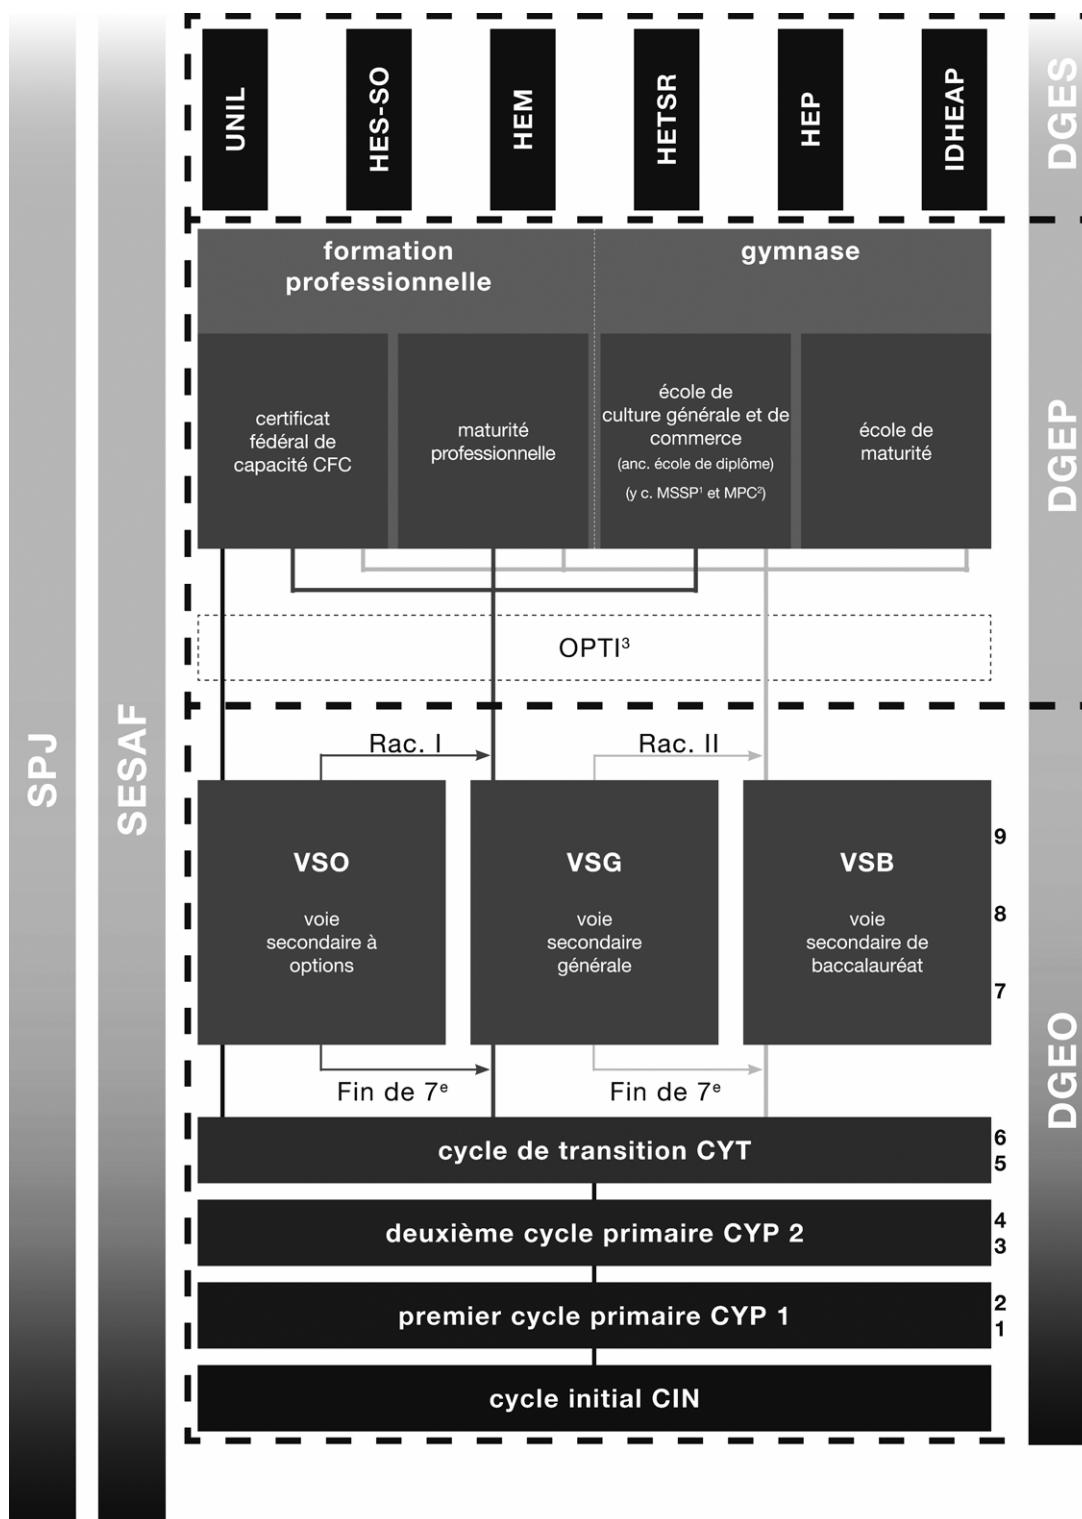 UNIL
HES-SO
HEM
HETSR
HEP
IDHEAP
DGES
formation
professionnelle
gymnase
certificat
fédéral de
capacité CFC
maturité
professionnelle
école de
culture générale et de
commerce
(anc. école de diplôme)
(y c. MSSP¹ et MPC²)
école de
maturité
DGEP
OPTI³
SPJ
SESAF
Rac. I
Rac. II
VSO
voie
secondaire à
options
VSG
voie
secondaire
générale
VSB
voie
secondaire de
baccalauréat
9
8
7
DGEO
Fin de 7ᵉ
Fin de 7ᵉ
cycle de transition CYT
6
5
deuxième cycle primaire CYP 2
4
3
premier cycle primaire CYP 1
2
1
cycle initial CIN